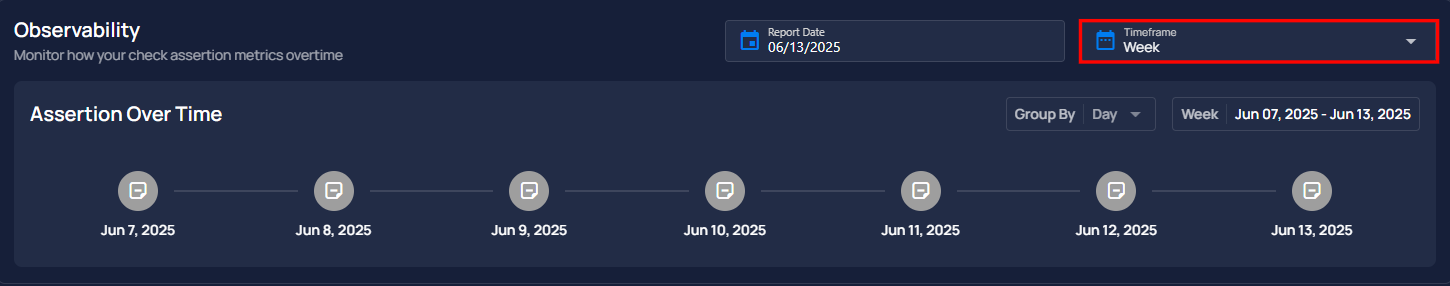 Observability
Monitor how your check assertion metrics overtime
Report Date
06/13/2025
Timeframe
Week
Assertion Over Time
Group By Day
Week Jun 07, 2025 - Jun 13, 2025
Jun 7, 2025 Jun 8, 2025 Jun 9, 2025 Jun 10, 2025 Jun 11, 2025 Jun 12, 2025 Jun 13, 2025